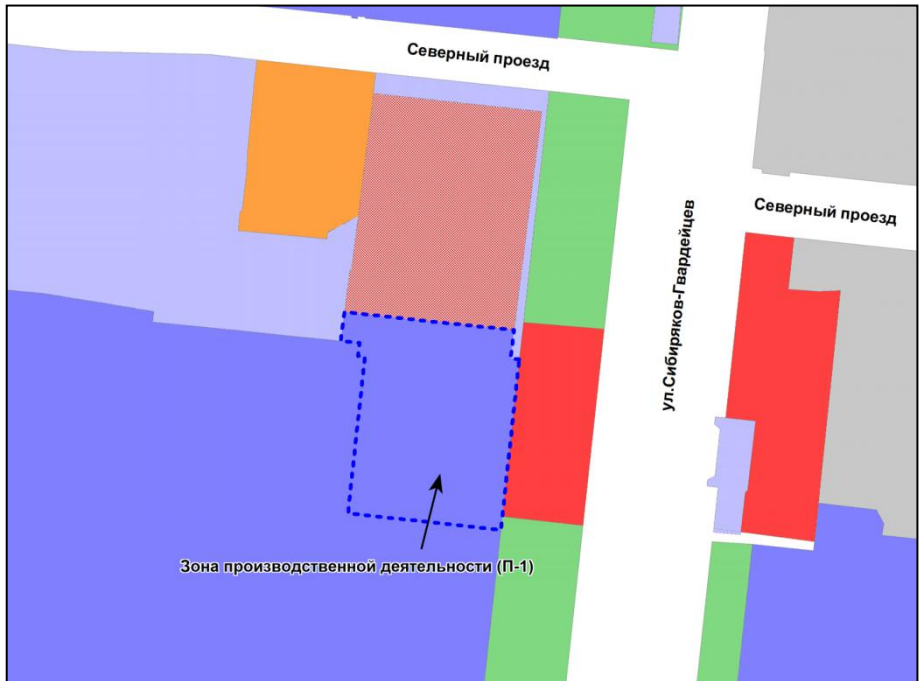 Северный проезд
Северный проезд
ул.Сибиряков-Гвардейцев
Зона производственной деятельности (П-1)